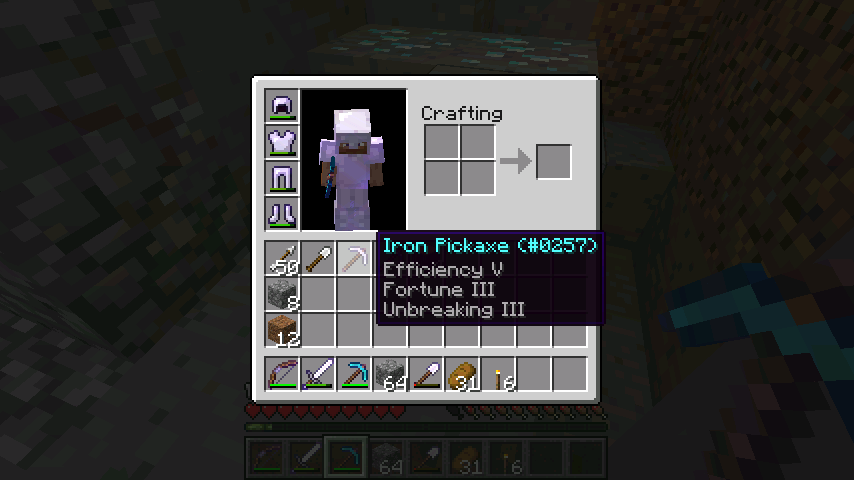 Crafting
Iron Pickaxe (#0257)
Efficiency V
Fortune III
Unbreaking III
50
8
12
64 31 6
64 31 6